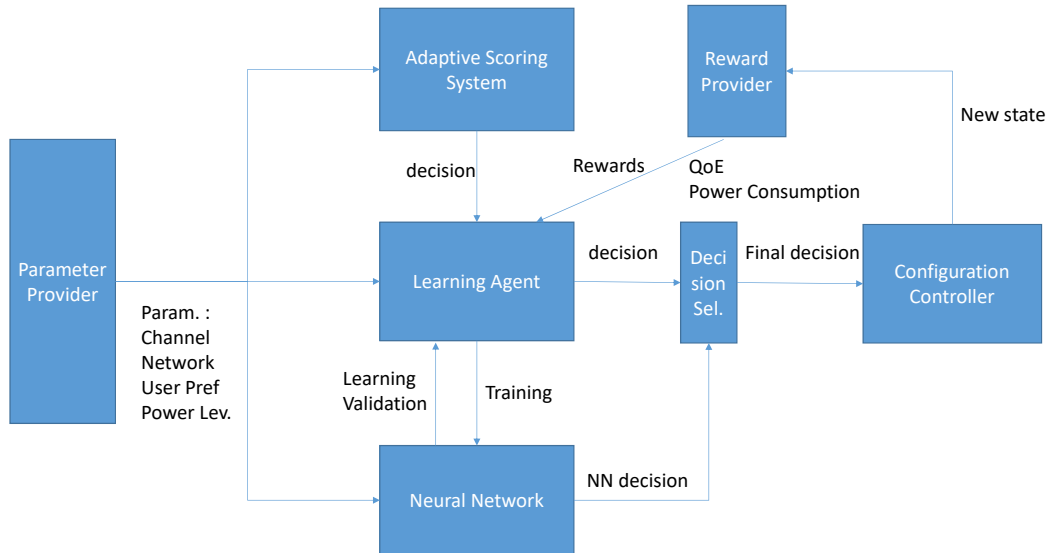 Adaptive Scoring
System
Reward
Provider
New state
decision
Rewards
QoE
Power Consumption
Parameter
Provider
Learning Agent
decision
Deci
sion
Sel.
Final decision
Configuration
Controller
Param. :
Channel
Network
User Pref
Power Lev.
Learning
Validation
Training
Neural Network
NN decision